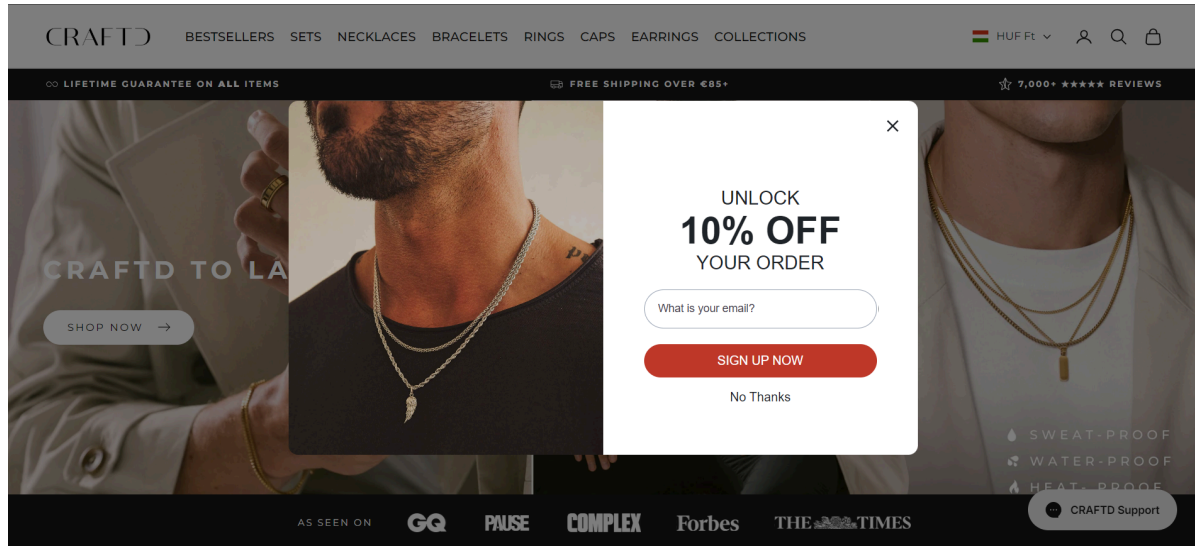 CRAFTD
BESTSELLERS SETS NECKLACES BRACELETS RINGS CAPS EARRINGS COLLECTIONS
HUF Ft
LIFETIME GUARANTEE ON ALL ITEMS
FREE SHIPPING OVER €85+
7,000+ ★★★★★ REVIEWS
CRAFTD TO LA
SHOP NOW →
UNLOCK
10% OFF
YOUR ORDER
What is your email?
SIGN UP NOW
No Thanks
SWEAT-PROOF
WATER-PROOF
HEAT- PROOF
AS SEEN ON
GQ
PAUSE
COMPLEX
Forbes
THE TIMES
CRAFTD Support